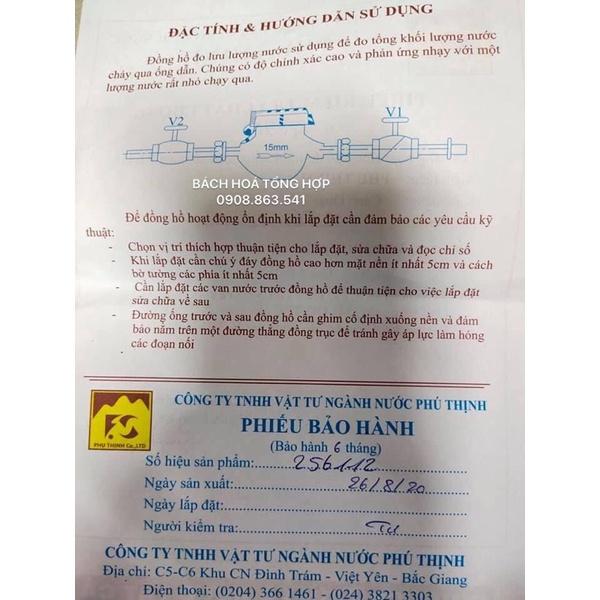 ĐẶC TÍNH & HƯỚNG DẪN SỬ DỤNG
Đồng hồ đo lưu lượng nước sử dụng để đo tổng khối lượng nước
chảy qua ống dẫn. Chúng có độ chính xác cao và phản ứng nhạy với một
lượng nước rất nhỏ chạy qua.
V2
V1
15mm
BÁCH HOÁ TỔNG HỢP
0908.863.541
Để đồng hồ hoạt động ổn định khi lắp đặt cần đảm bảo các yêu cầu kỹ
thuật:
- Chọn vị trí thích hợp thuận tiện cho lắp đặt, sửa chữa và đọc chỉ số
- Khi lắp đặt cần chú ý đáy đồng hồ cao hơn mặt nền ít nhất 5cm và cách
bờ tường các phía ít nhất 5cm
- Cần lắp đặt các van nước trước đồng hồ để thuận tiện cho việc lắp đặt
sửa chữa về sau
- Đường ống trước và sau đồng hồ cần ghim cố định xuống nền và đảm
bảo nằm trên một đường thẳng đồng trục để tránh gây áp lực làm hóng
các đoạn nối
PHU THINH Co.,LTD
CÔNG TY TNHH VẬT TƯ NGÀNH NƯỚC PHÚ THỊNH
PHIẾU BẢO HÀNH
(Bảo hành 6 tháng)
Số hiệu sản phẩm: 256112
Ngày sản xuất: 26/8/20
Ngày lắp đặt:
Người kiểm tra: Tu
CÔNG TY TNHH VẬT TƯ NGÀNH NƯỚC PHÚ THỊNH
Địa chỉ: C5-C6 Khu CN Đình Trám - Việt Yên - Bắc Giang
Điện thoại: (0204) 366 1461 - (024) 3821 3303